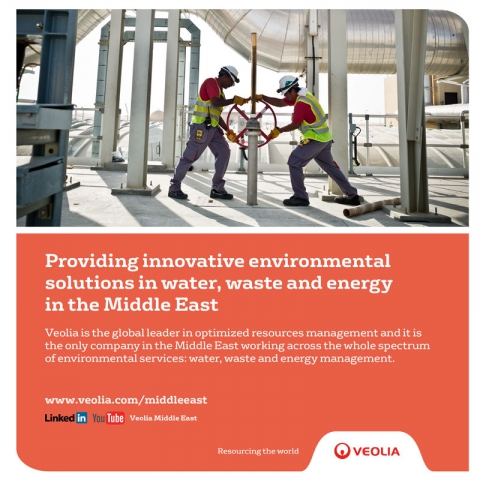 Providing innovative environmental
solutions in water, waste and energy
in the Middle East
Veolia is the global leader in optimized resources management and it is
the only company in the Middle East working across the whole spectrum
of environmental services: water, waste and energy management.
www.veolia.com/middleeast
Linked in YouTube Veolia Middle East
Resourcing the world
VEOLIA